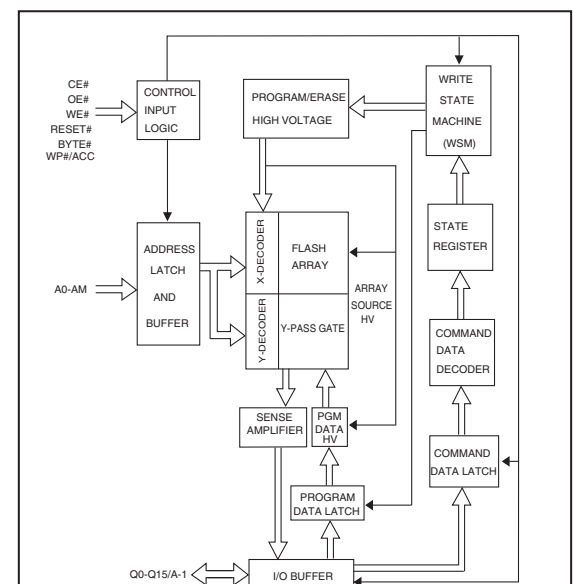 CE#
OE#
WE#
RESET#
BYTE#
WP#/ACC
CONTROL
INPUT
LOGIC
PROGRAM/ERASE
HIGH VOLTAGE
WRITE
STATE
MACHINE
(WSM)
A0-AM
ADDRESS
LATCH
AND
BUFFER
X-DECODER
FLASH
ARRAY
Y-DECODER
Y-PASS GATE
ARRAY
SOURCE
HV
STATE
REGISTER
COMMAND
DATA
DECODER
SENSE
AMPLIFIER
PGM
DATA
HV
COMMAND
DATA LATCH
PROGRAM
DATA LATCH
Q0-Q15/A-1
I/O BUFFER